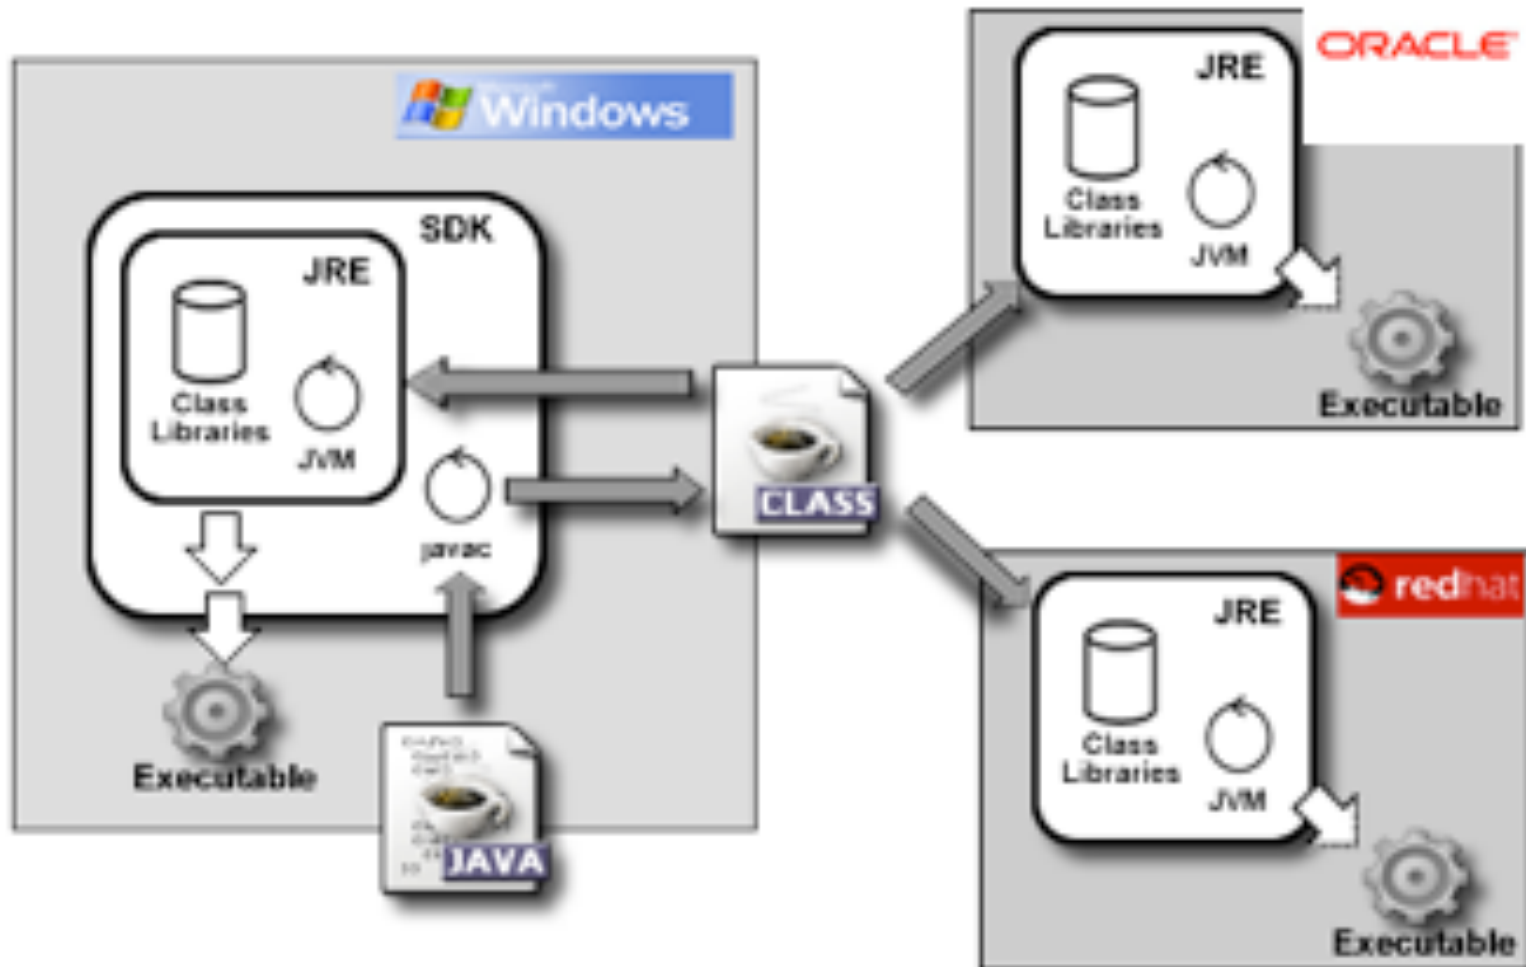 Windows
SDK
JRE
Class
Libraries
JVM
javac
Executable
JAVA
CLASS
ORACLE
JRE
Class
Libraries
JVM
Executable
redhat
JRE
Class
Libraries
JVM
Executable